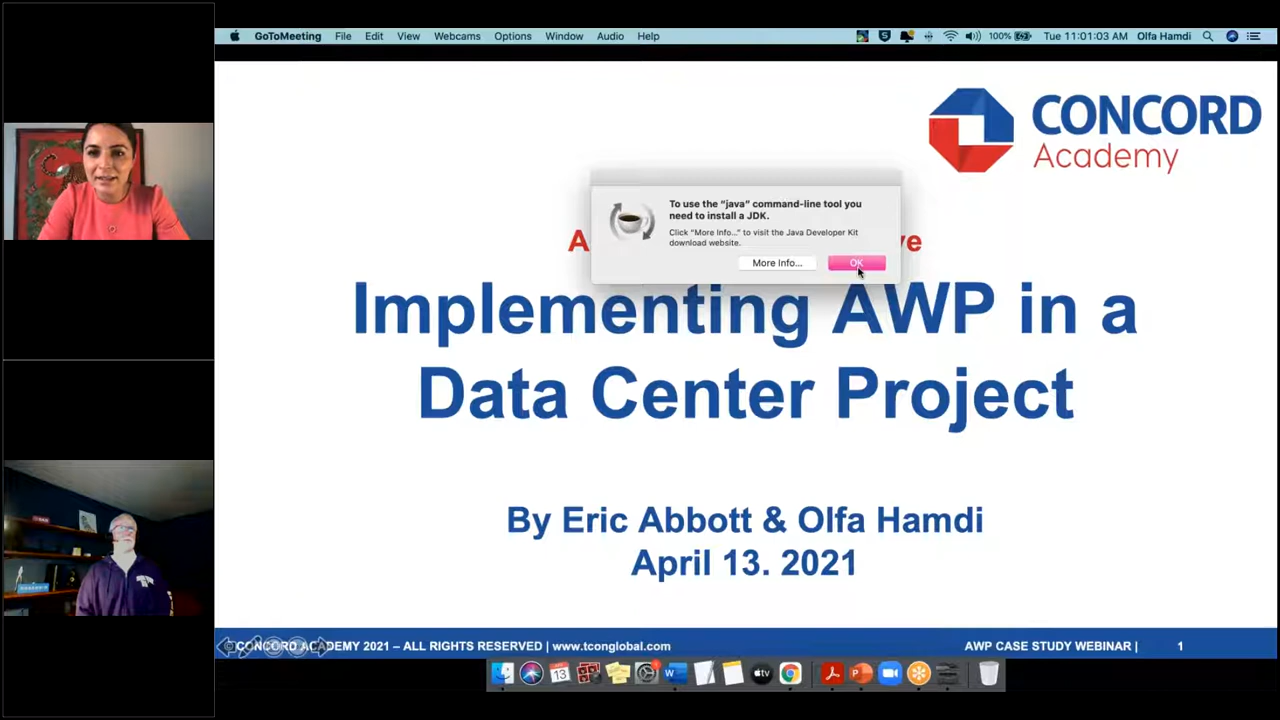 GoToMeeting File Edit View Webcams Options Window Audio Help 100% Tue 11:01:03 AM Olfa Hamdi
CONCORD
Academy
To use the “java” command-line tool you
need to install a JDK.
Click "More Info..." to visit the Java Developer Kit
download website.
More Info... OK
Implementing AWP in a
Data Center Project
By Eric Abbott & Olfa Hamdi
April 13. 2021
CONCORD ACADEMY 2021 – ALL RIGHTS RESERVED | www.tconglobal.com AWP CASE STUDY WEBINAR | 1
13 tv